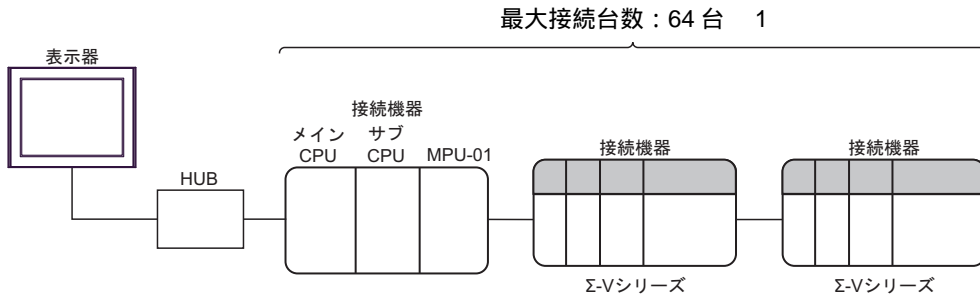 最大接続台数：64 台 1
表示器
HUB
接続機器
メイン
CPU
サブ
CPU
MPU-01
接続機器
Σ-Vシリーズ
接続機器
Σ-Vシリーズ